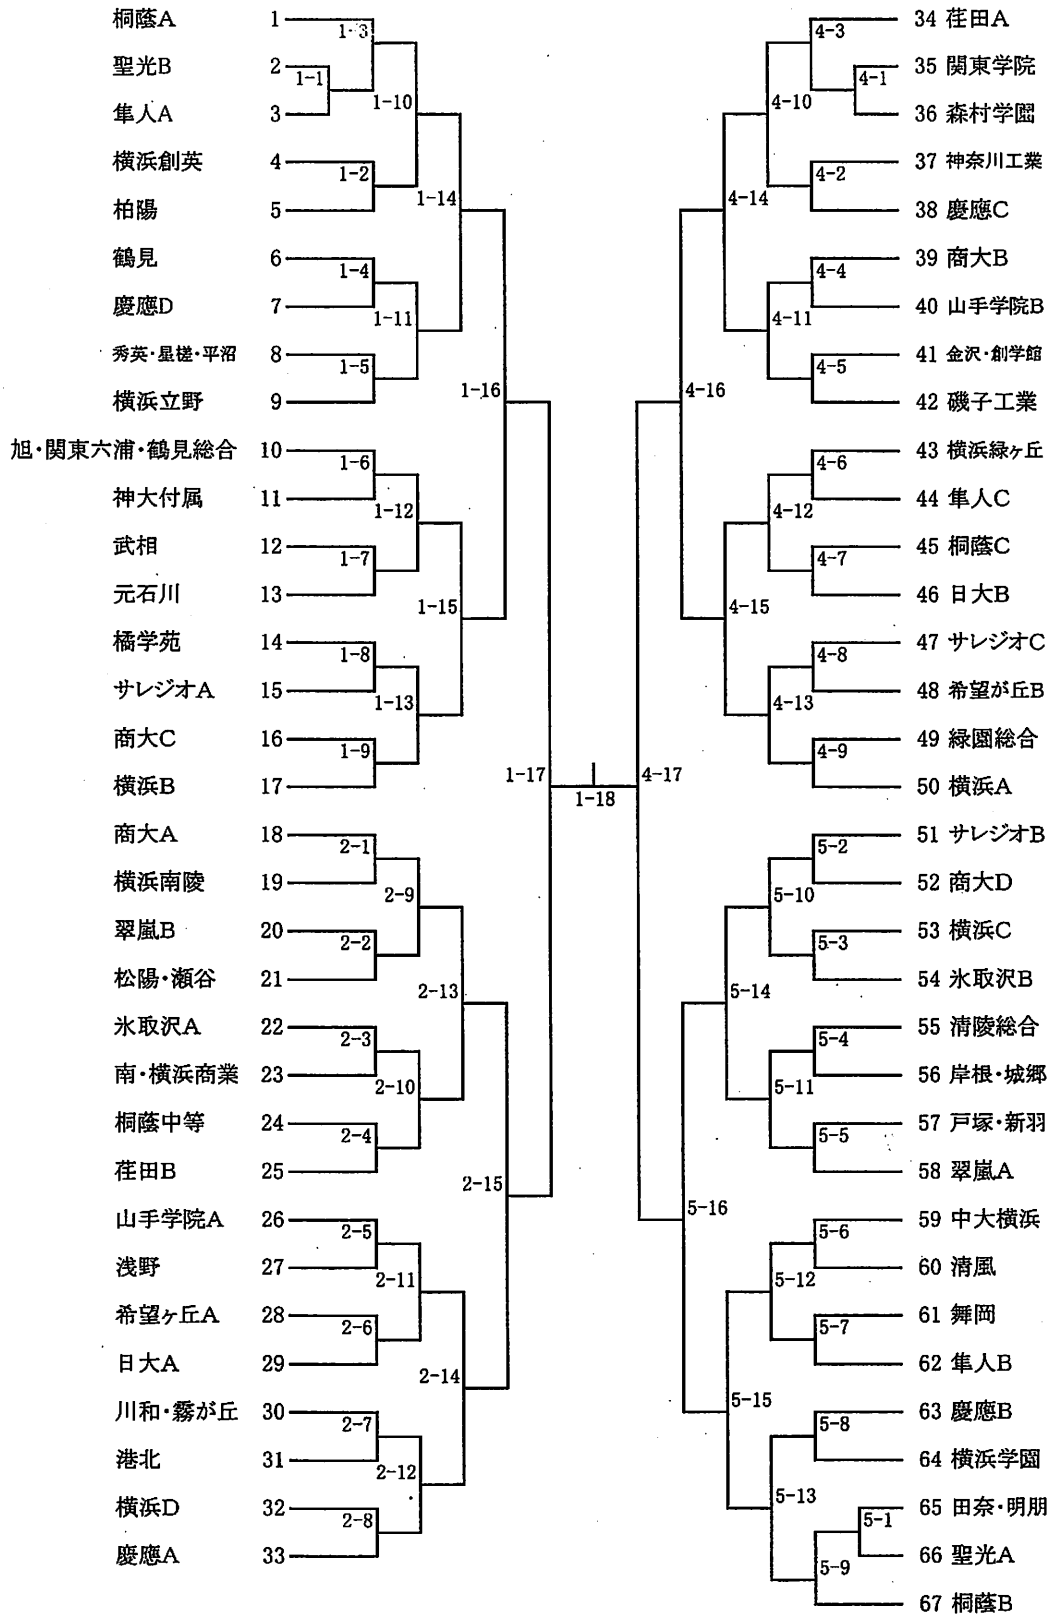 桐蔭A 1
聖光B 2
隼人A 3
横浜創英 4
柏陽 5
鶴見 6
慶應D 7
秀英・星槎・平沼 8
横浜立野 9
旭・関東六浦・鶴見総合 10
神大付属 11
武相 12
元石川 13
橘学苑 14
サレジオA 15
商大C 16
横浜B 17
商大A 18
横浜南陵 19
翠嵐B 20
松陽・瀬谷 21
氷取沢A 22
南・横浜商業 23
桐蔭中等 24
荏田B 25
山手学院A 26
浅野 27
希望ヶ丘A 28
日大A 29
川和・霧が丘 30
港北 31
横浜D 32
慶應A 33
1-3
1-1
1-10
1-2
1-14
1-4
1-11
1-5
1-16
1-6
1-12
1-7
1-15
1-8
1-13
1-9
1-17
2-1
2-9
2-2
2-13
2-3
2-10
2-4
2-15
2-5
2-11
2-6
2-14
2-7
2-12
2-8
1-18
4-3
4-1
4-10
4-2
4-14
4-4
4-11
4-5
4-16
4-6
4-12
4-7
4-15
4-8
4-13
4-9
4-17
5-2
5-10
5-3
5-14
5-4
5-11
5-5
5-16
5-6
5-12
5-7
5-15
5-8
5-13
5-1
5-9
34 荏田A
35 関東学院
36 森村学園
37 神奈川工業
38 慶應C
39 商大B
40 山手学院B
41 金沢・創学館
42 磯子工業
43 横浜緑ヶ丘
44 隼人C
45 桐蔭C
46 日大B
47 サレジオC
48 希望が丘B
49 緑園総合
50 横浜A
51 サレジオB
52 商大D
53 横浜C
54 氷取沢B
55 清陵総合
56 岸根・城郷
57 戸塚・新羽
58 翠嵐A
59 中大横浜
60 清風
61 舞岡
62 隼人B
63 慶應B
64 横浜学園
65 田奈・明朋
66 聖光A
67 桐蔭B